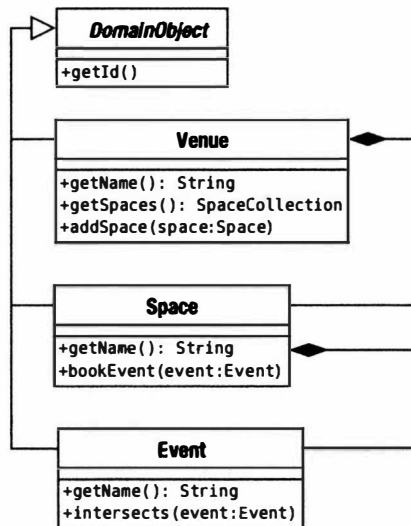 DomainObject
+getId()
Venue
+getName(): String
+getSpaces(): SpaceCollection
+addSpace(space:Space)
Space
+getName(): String
+bookEvent(event:Event)
Event
+getName(): String
+intersects(event:Event)